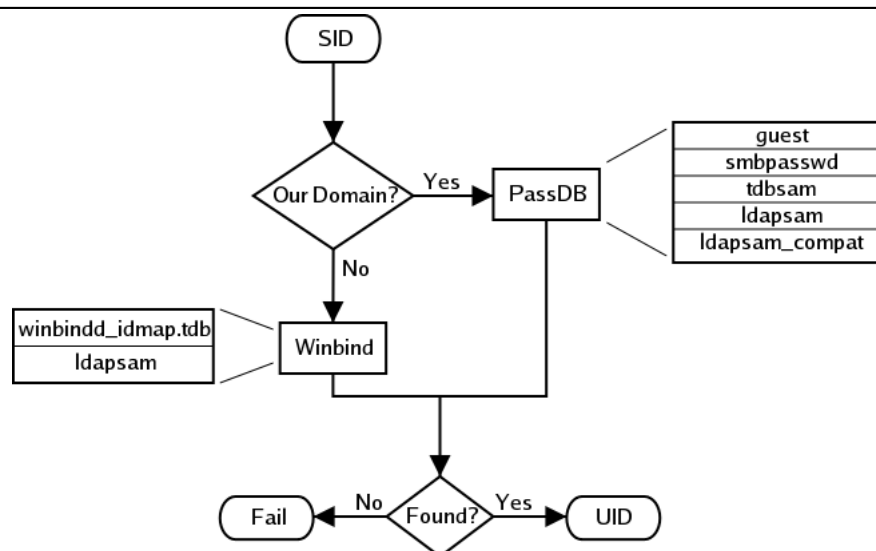 SID
Our Domain?
Yes
PassDB
guest
smbpasswd
tdbsam
ldapsam
ldapsam_compat
No
winbindd_idmap.tdb
ldapsam
Winbind
Fail
No
Found?
Yes
UID